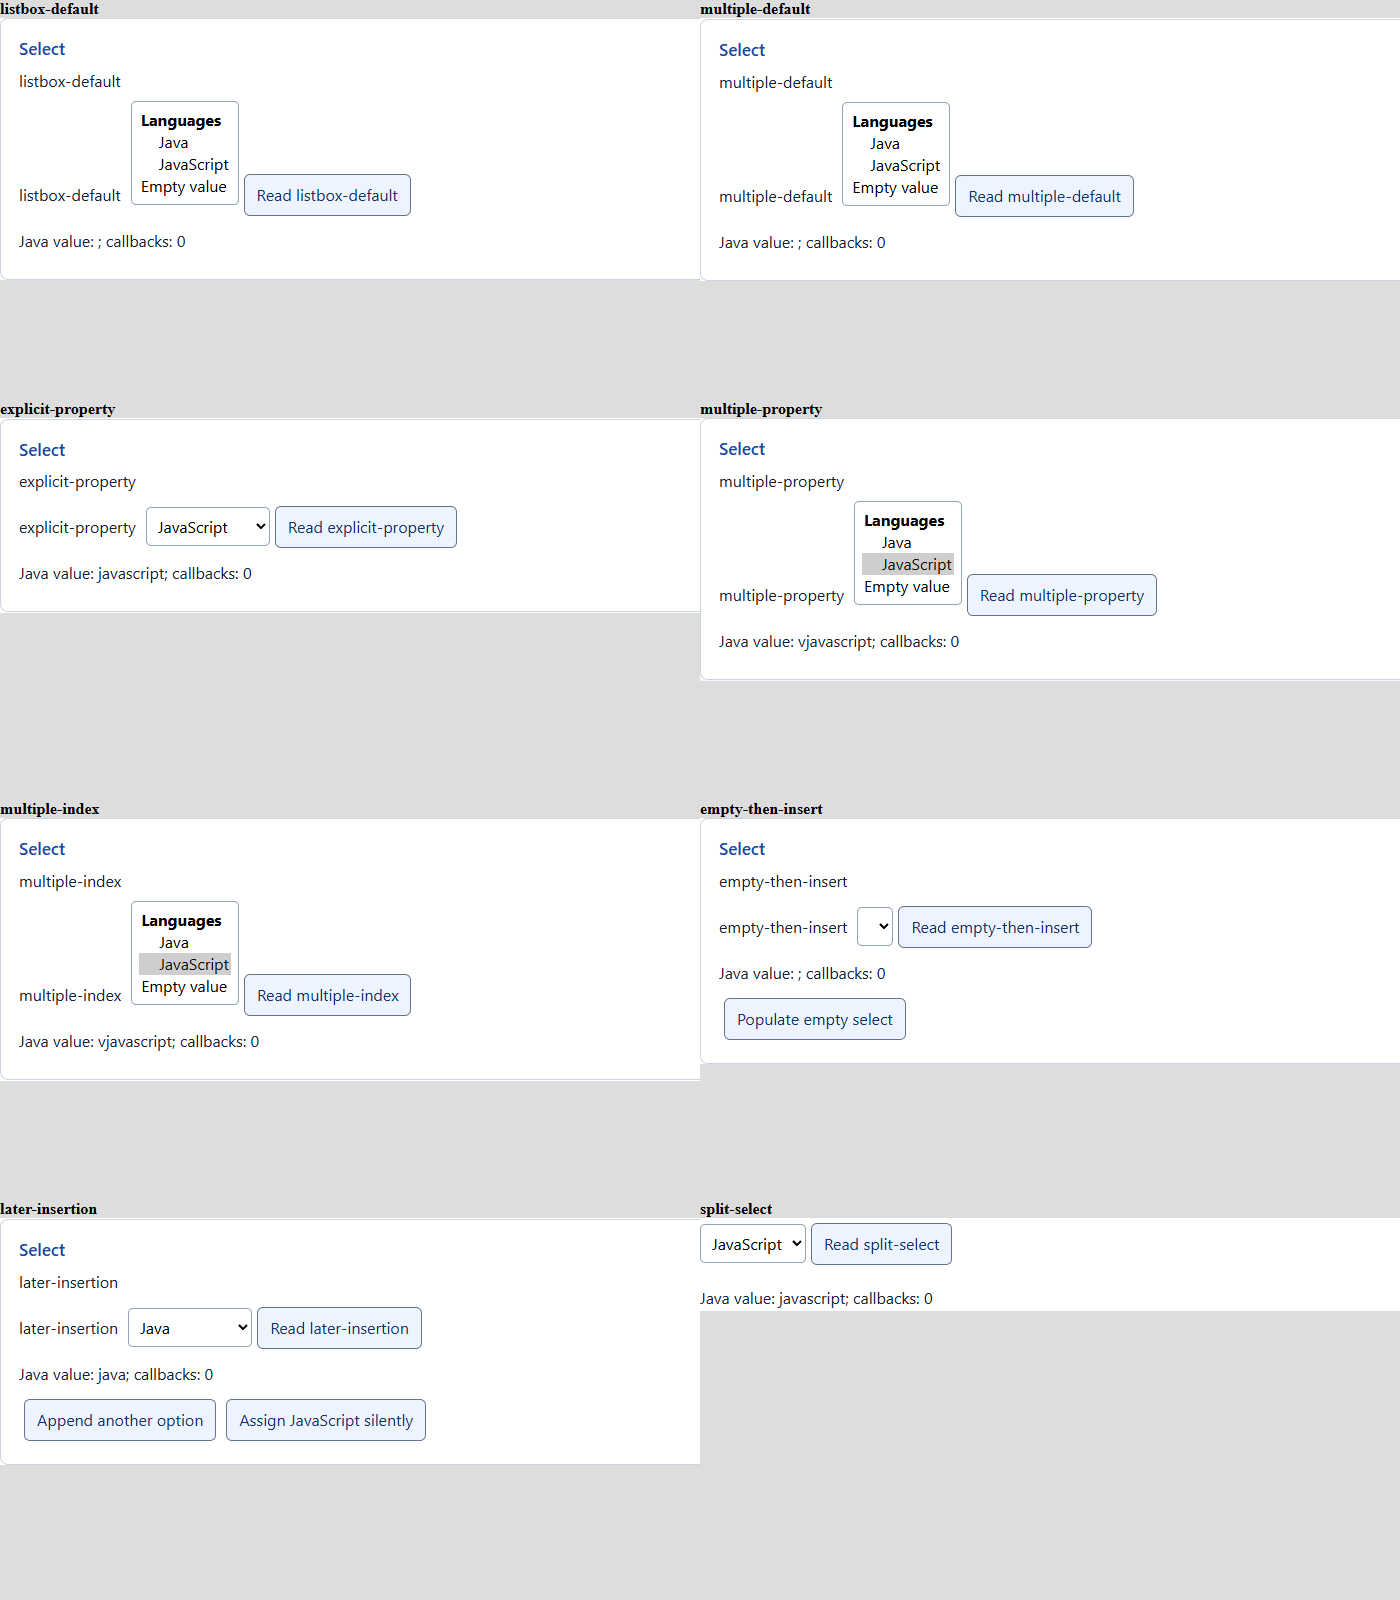 listbox-default
Select
listbox-default
Languages
Java
JavaScript
Empty value
listbox-default
Read listbox-default
Java value: ; callbacks: 0
multiple-default
Select
multiple-default
Languages
Java
JavaScript
Empty value
multiple-default
Read multiple-default
Java value: ; callbacks: 0
explicit-property
Select
explicit-property
explicit-property
JavaScript
Read explicit-property
Java value: javascript; callbacks: 0
multiple-property
Select
multiple-property
Languages
Java
JavaScript
Empty value
multiple-property
Read multiple-property
Java value: vjavascript; callbacks: 0
multiple-index
Select
multiple-index
Languages
Java
JavaScript
Empty value
multiple-index
Read multiple-index
Java value: vjavascript; callbacks: 0
empty-then-insert
Select
empty-then-insert
empty-then-insert
Read empty-then-insert
Java value: ; callbacks: 0
Populate empty select
later-insertion
Select
later-insertion
later-insertion
Java
Read later-insertion
Java value: java; callbacks: 0
Append another option
Assign JavaScript silently
split-select
JavaScript
Read split-select
Java value: javascript; callbacks: 0